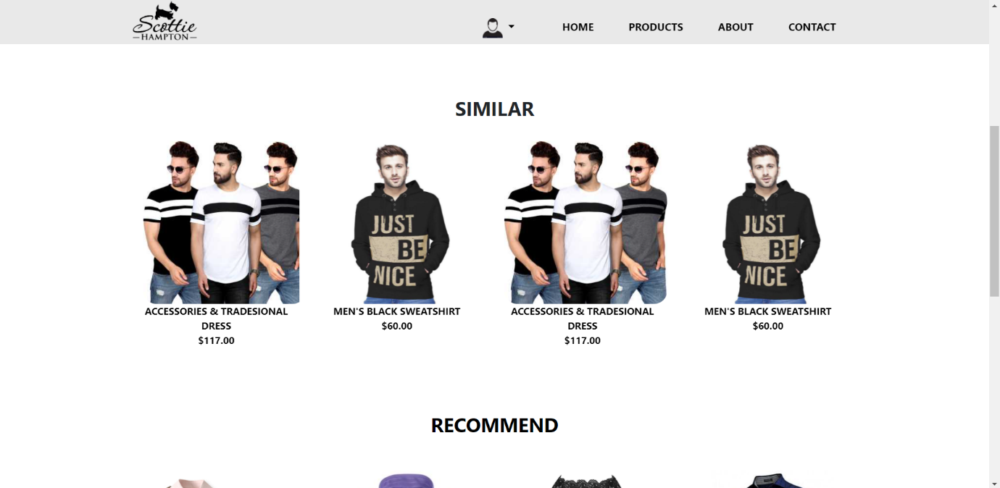 Scottie
HAMPTON
HOME
PRODUCTS
ABOUT
CONTACT
SIMILAR
JUST
BE
NICE
JUST
BE
NICE
ACCESSORIES & TRADESIONAL
DRESS
$117.00
MEN'S BLACK SWEATSHIRT
$60.00
ACCESSORIES & TRADESIONAL
DRESS
$117.00
MEN'S BLACK SWEATSHIRT
$60.00
RECOMMEND